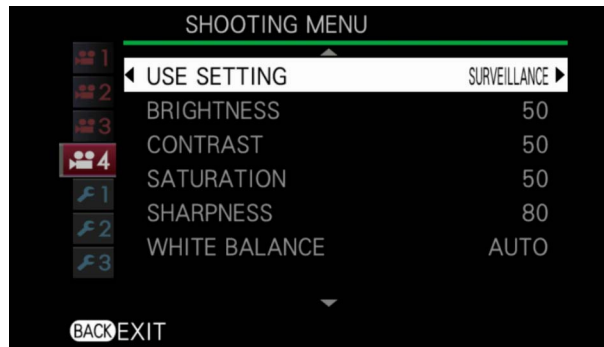 SHOOTING MENU
1
2
3
4
1
2
3
USE SETTING SURVEILLANCE
BRIGHTNESS 50
CONTRAST 50
SATURATION 50
SHARPNESS 80
WHITE BALANCE AUTO
BACK EXIT